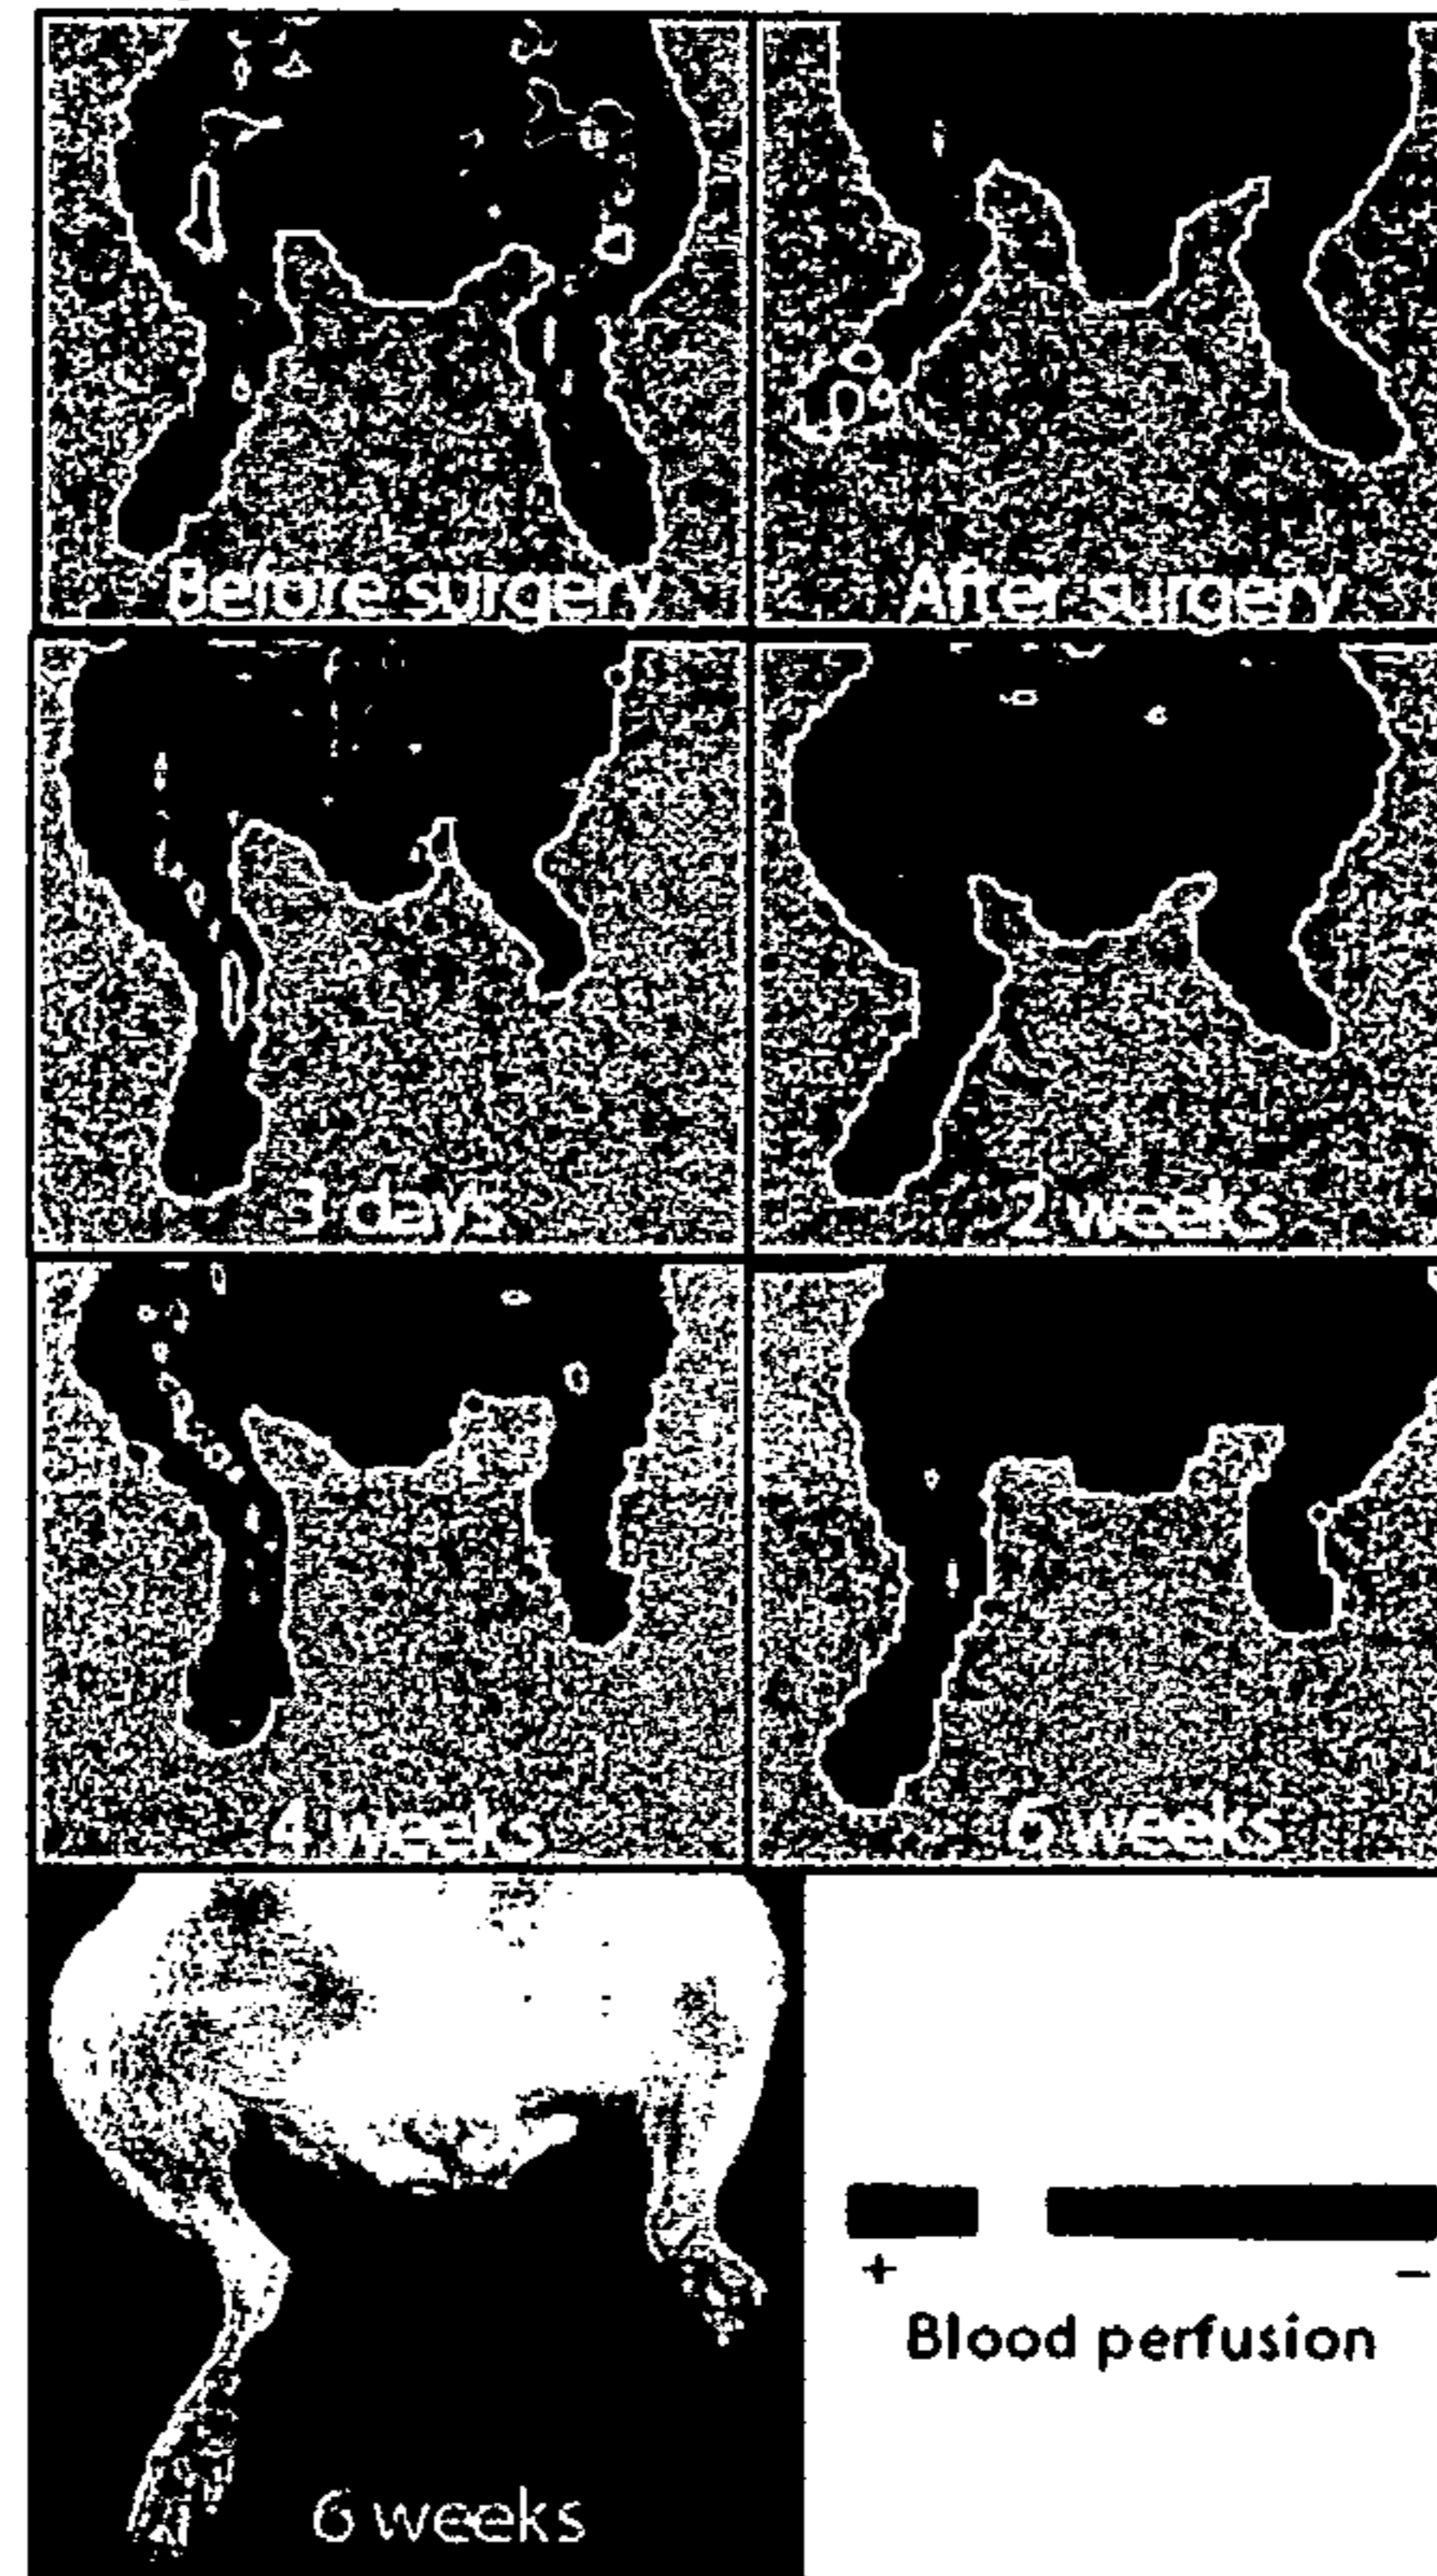 Before surgery
After surgery
3 days
2 weeks
4 weeks
6 weeks
6 weeks
+
−
Blood perfusion